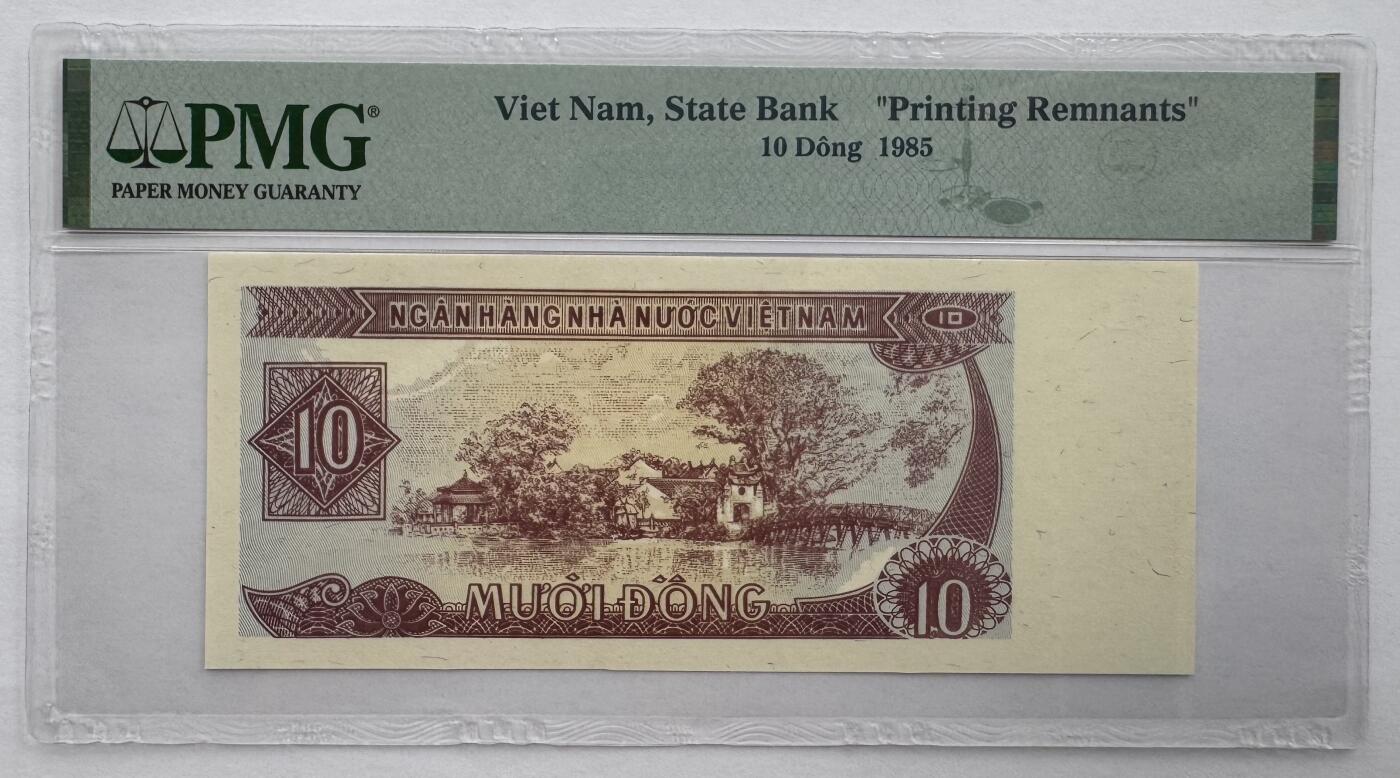 PMG®
PAPER MONEY GUARANTY
Viet Nam, State Bank "Printing Remnants"
10 Dông 1985
NGÂN HÀNG NHÀ NƯỚC VIỆT NAM
10
10
MƯỜI ĐỒNG
10